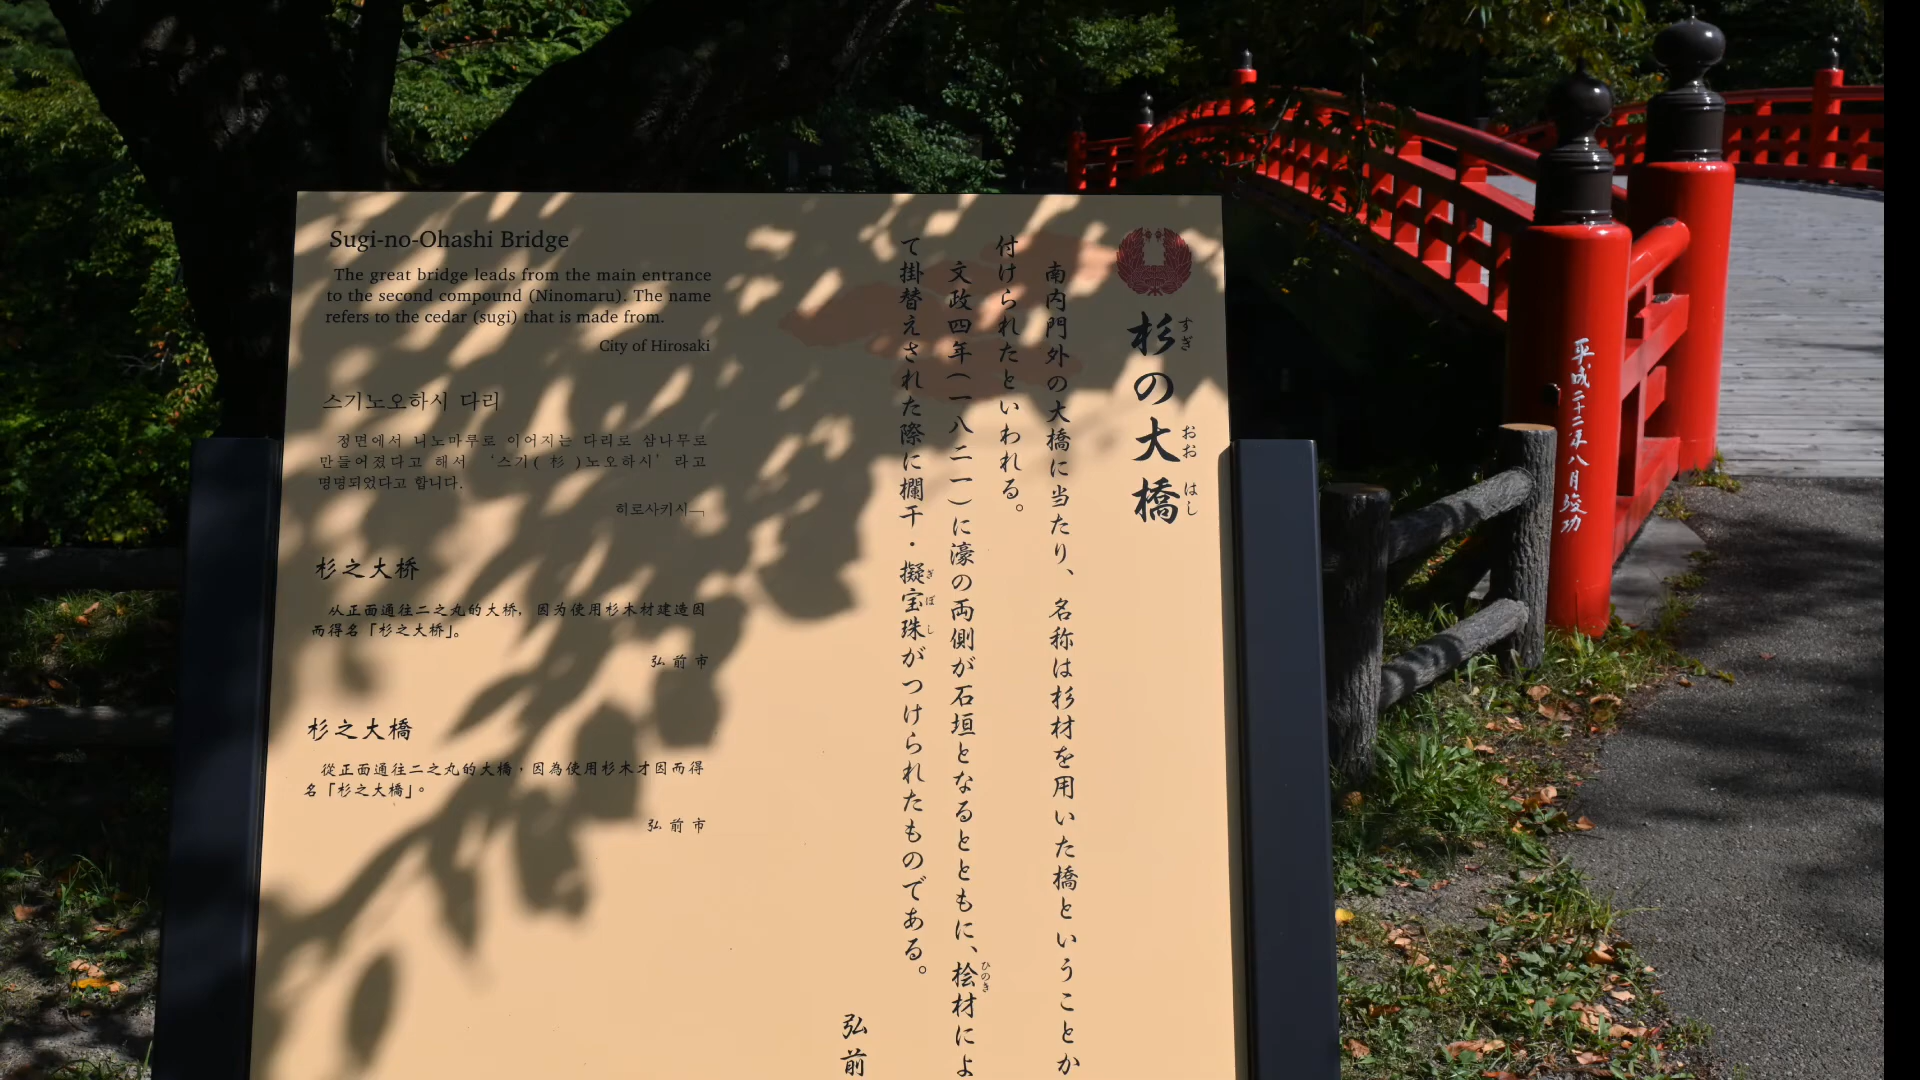 Sugi-no-Ohashi Bridge
The great bridge leads from the main entrance
to the second compound (Ninomaru). The name
refers to the cedar (sugi) that is made from.
City of Hirosaki
스기노오하시 다리
정면에서 니노마루로 이어지는 다리로 삼나무로
만들어졌다고 해서 ‘스기(杉)노오하시’라고
명명되었다고 합니다.
히로사키시
杉之大桥
从正面通往二之丸的大桥，因为使用杉木材建造因
而得名「杉之大桥」。
弘前市
杉之大橋
從正面通往二之丸的大橋，因為使用杉木才因而得
名「杉之大橋」。
弘前市
杉の大橋
すぎ
おお
はし
南内門外の大橋に当たり、名称は杉材を用いた橋ということか
付けられたといわれる。
文政四年（一八二一）に濠の両側が石垣となるとともに、桧材によ
ひのき
て掛替えされた際に欄干・擬宝珠がつけられたものである。
ぎぼし
弘前
平成二十二年八月竣功